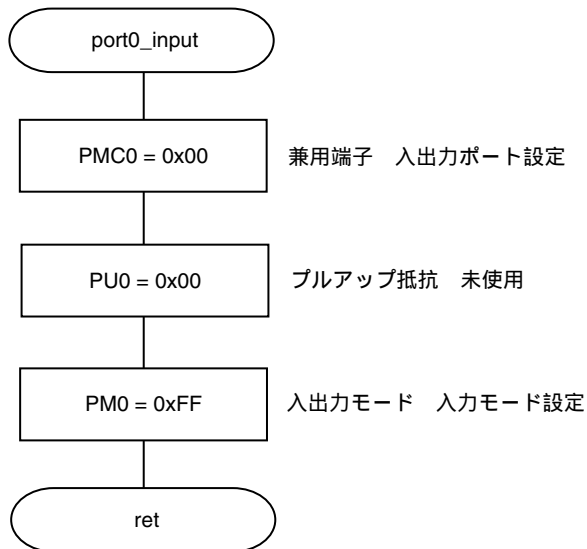 port0_input
PMC0 = 0x00 兼用端子 入出力ポート設定
PU0 = 0x00 プルアップ抵抗 未使用
PM0 = 0xFF 入出力モード 入力モード設定
ret